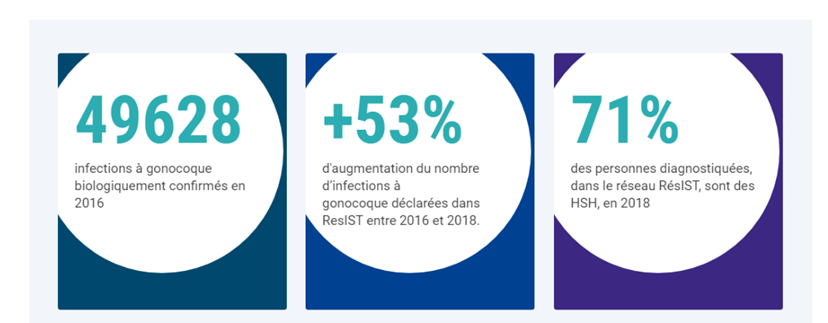 49628
infections à gonocoque
biologiquement confirmés en
2016
+53%
d'augmentation du nombre
d'infections à
gonocoque déclarées dans
ResIST entre 2016 et 2018.
71%
des personnes diagnostiquées,
dans le réseau RésIST, sont des
HSH, en 2018